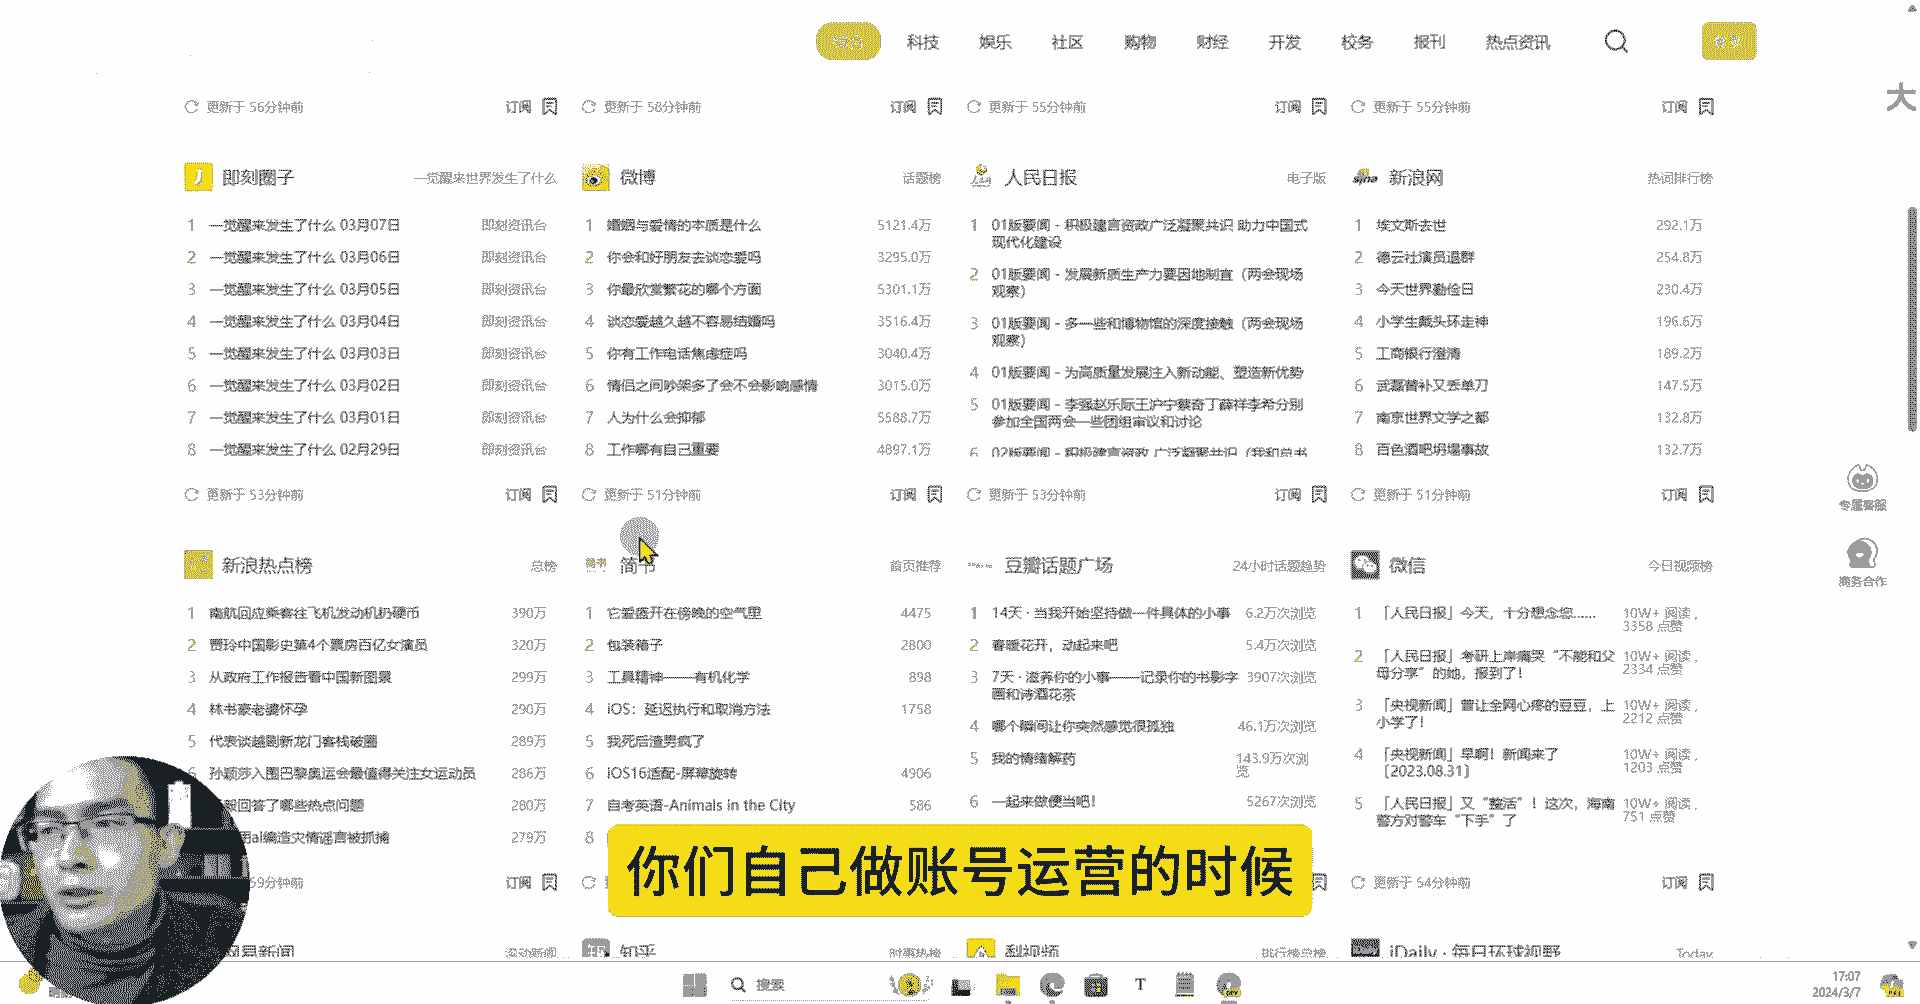 科技 娱乐 社区 购物 财经 开发 校务 报刊 热点资讯
大
更新于 56分钟前 订阅
更新于 58分钟前 订阅
更新于 55分钟前 订阅
更新于 55分钟前 订阅
即刻圈子 一觉醒来世界发生了什么
1 一觉醒来发生了什么 03月07日 即刻资讯台
2 一觉醒来发生了什么 03月06日 即刻资讯台
3 一觉醒来发生了什么 03月05日 即刻资讯台
4 一觉醒来发生了什么 03月04日 即刻资讯台
5 一觉醒来发生了什么 03月03日 即刻资讯台
6 一觉醒来发生了什么 03月02日 即刻资讯台
7 一觉醒来发生了什么 03月01日 即刻资讯台
8 一觉醒来发生了什么 02月29日 即刻资讯台
更新于 53分钟前 订阅
微博 话题榜
1 婚姻与爱情的本质是什么 5121.4万
2 你会和好朋友去谈恋爱吗 3295.0万
3 你最欣赏繁花的哪个方面 5301.1万
4 谈恋爱越久越不容易结婚吗 3516.4万
5 你有工作电话焦虑症吗 3040.4万
6 情侣之间吵架多了会不会影响感情 3015.0万
7 人为什么会抑郁 5588.7万
8 工作哪有自己重要 4897.1万
更新于 51分钟前 订阅
人民日报 电子版
1 01版要闻 - 积极建言资政广泛凝聚共识 助力中国式
现代化建设
2 01版要闻 - 发展新质生产力要因地制宜（两会现场
观察）
3 01版要闻 - 多一些和博物馆的深度接触（两会现场
观察）
4 01版要闻 - 为高质量发展注入新动能、塑造新优势
5 01版要闻 - 李强赵乐际王沪宁蔡奇丁薛祥李希分别
参加全国两会一些团组审议和讨论
6 02版要闻 - 积极建言资政 广泛凝聚共识（我和总书
更新于 53分钟前 订阅
sina 新浪网 热词排行榜
1 埃文斯去世 292.1万
2 德云社演员退群 254.8万
3 今天世界勤俭日 230.4万
4 小学生戴头环走神 196.6万
5 工商银行澄清 189.2万
6 武磊替补又丢单刀 147.5万
7 南京世界文学之都 132.8万
8 百色酒吧坍塌事故 132.7万
更新于 51分钟前 订阅
专属客服
商务合作
新浪热点榜 总榜
1 南航回应乘客往飞机发动机扔硬币 390万
2 贾玲中国影史第4个票房百亿女演员 320万
3 从政府工作报告看中国新图景 299万
4 林书豪老婆怀孕 290万
5 代表谈越剧新龙门客栈破圈 289万
6 孙颖莎入围巴黎奥运会最值得关注女运动员 286万
回答了哪些热点问题 280万
用ai编造灾情谣言被抓捕 279万
59分钟前 订阅
简书 简书 首页推荐
1 它爱盛开在傍晚的空气里 4475
2 包装箱子 2800
3 工具精神——有机化学 898
4 iOS：延迟执行和取消方法 1758
5 我死后渣男疯了
6 iOS16适配-屏幕旋转 4906
7 自考英语-Animals in the City 586
8
豆瓣话题广场 24小时话题趋势
1 14天 · 当我开始坚持做一件具体的小事 6.2万次浏览
2 春暖花开，动起来吧 5.4万次浏览
3 7天 · 滋养你的小事——记录你的书影字 3907次浏览
画和诗酒花茶
4 哪个瞬间让你突然感觉很孤独 46.1万次浏览
5 我的情绪解药 143.9万次浏
览
6 一起来做便当吧！ 5267次浏览
微信 今日视频榜
1 「人民日报」今天，十分想念您…… 10W+ 阅读，
3358 点赞
2 「人民日报」考研上岸痛哭“不能和父 10W+ 阅读，
母分享”的她，报到了！ 2334 点赞
3 「央视新闻」曾让全网心疼的豆豆，上 10W+ 阅读，
小学了！ 2212 点赞
4 「央视新闻」早啊！新闻来了 10W+ 阅读，
〔2023.08.31〕 1203 点赞
5 「人民日报」又“整活”！这次，海南 10W+ 阅读，
警方对警车“下手”了 751 点赞
更新于 54分钟前 订阅
你们自己做账号运营的时候
网易新闻 滚动新闻
知 知乎 时事热榜
梨视频 排行榜总榜
iDaily · 每日环球视野 Today
搜索
T
17:07
2024/3/7